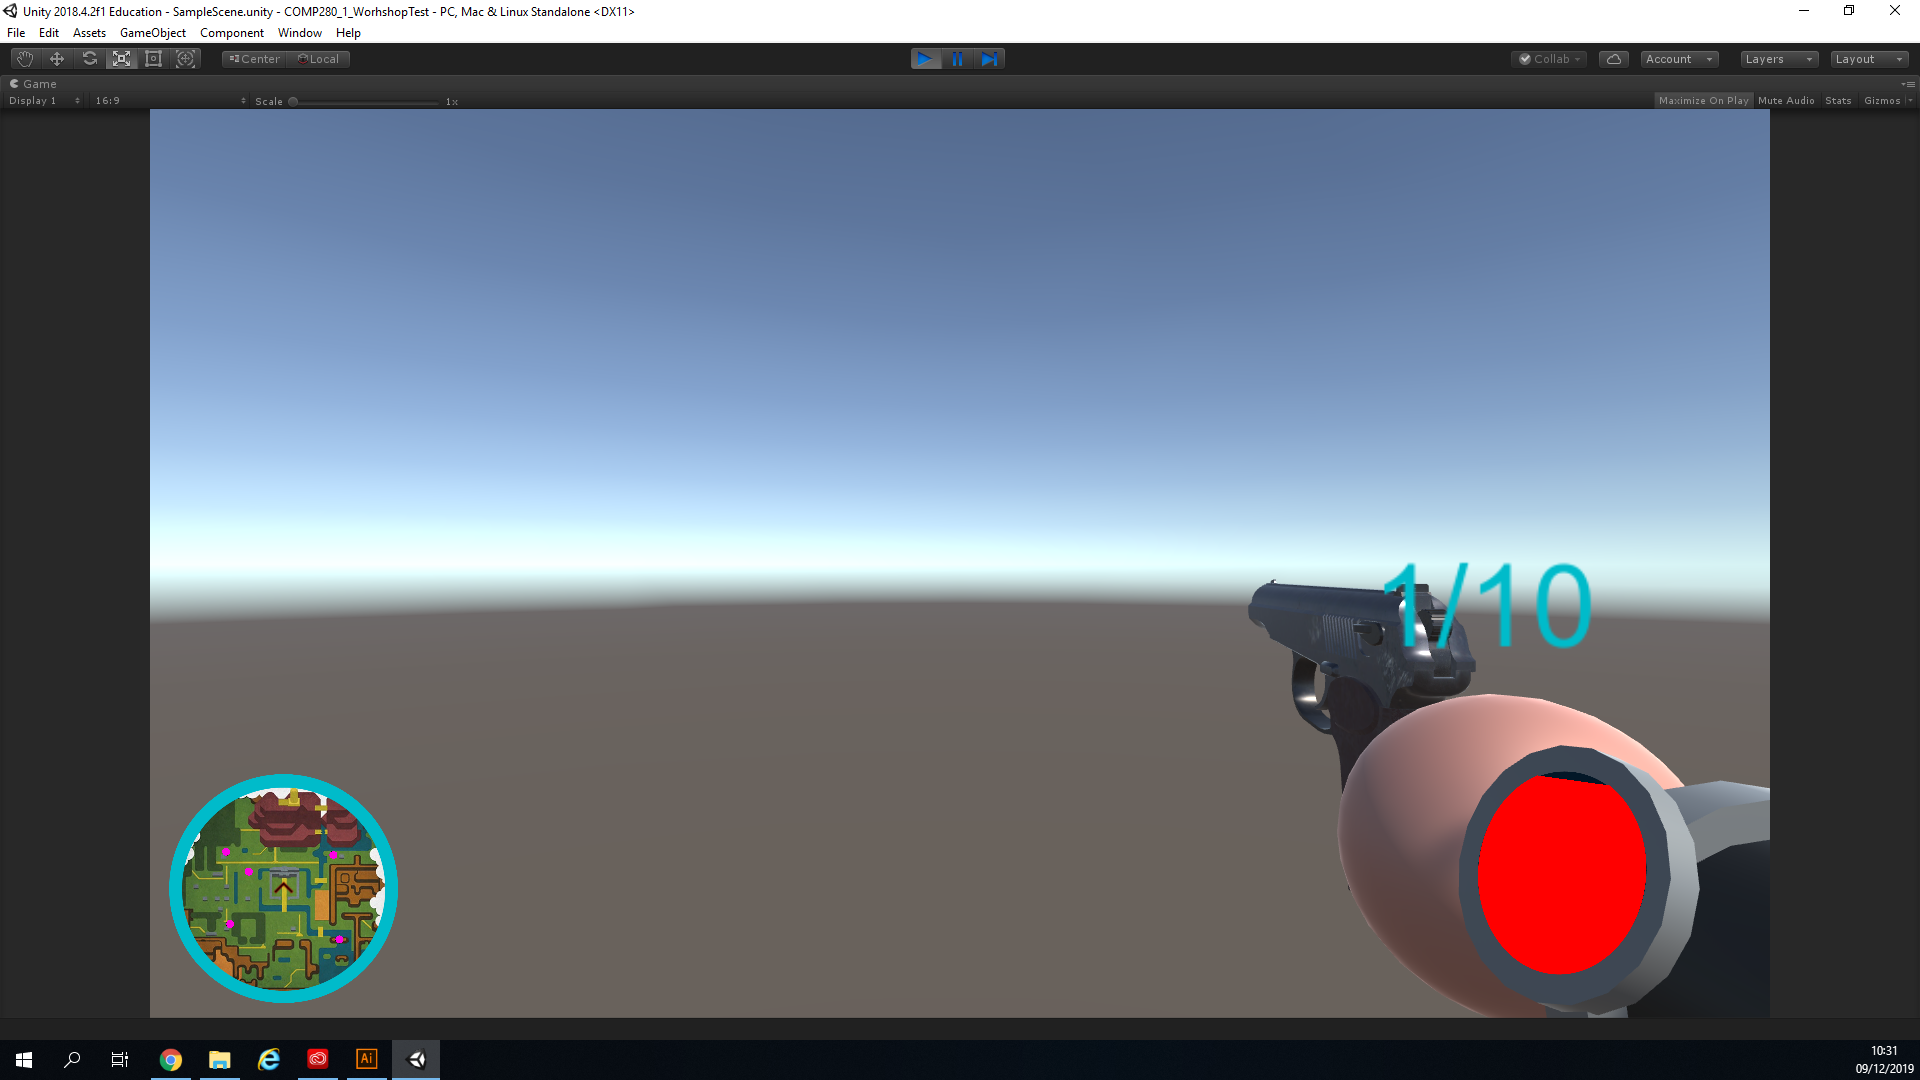 Unity 2018.4.2f1 Education - SampleScene.unity - COMP280_1_WorhshopTest - PC, Mac & Linux Standalone <DX11>
File Edit Assets GameObject Component Window Help
Center Local Collab Account Layers Layout
Game
Display 1 16:9 Scale 1x Maximize On Play Mute Audio Stats Gizmos
1/10
Ai
10:31
09/12/2019